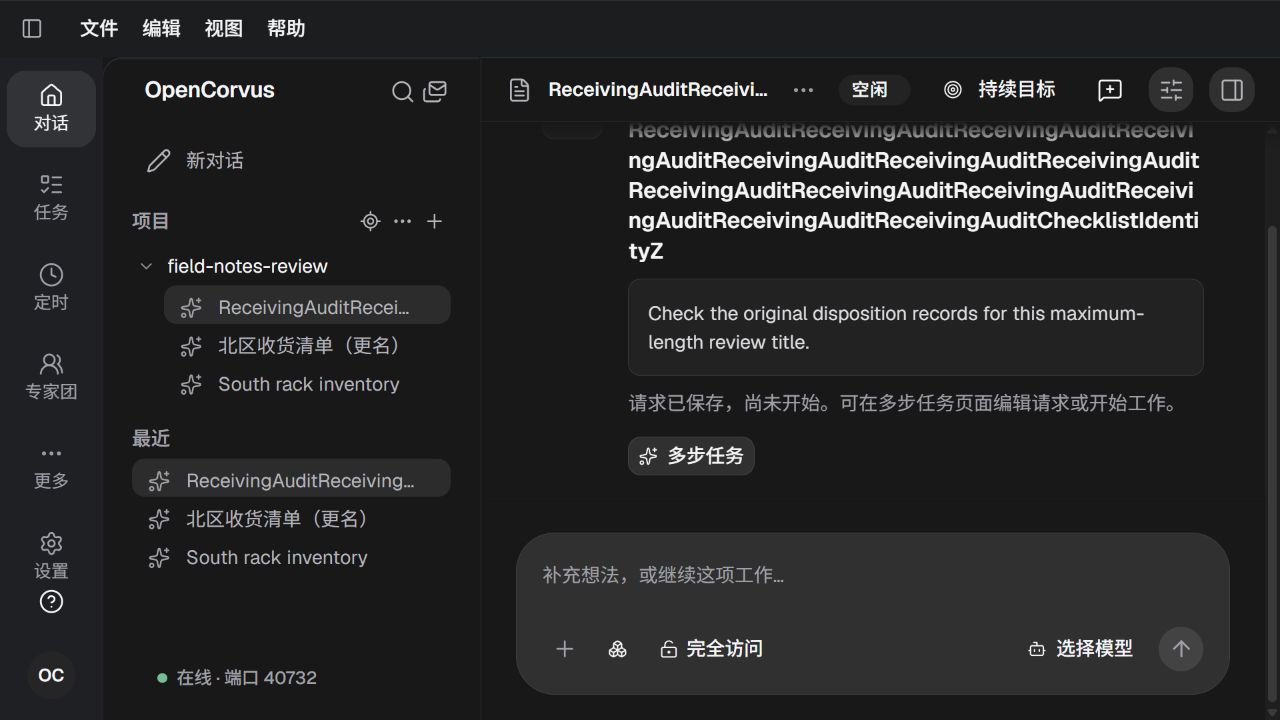 文件 编辑 视图 帮助
对话
任务
定时
专家团
更多
设置
OC
OpenCorvus
新对话
项目
field-notes-review
ReceivingAuditRecei...
北区收货清单（更名）
South rack inventory
最近
ReceivingAuditReceiving...
北区收货清单（更名）
South rack inventory
在线 · 端口 40732
ReceivingAuditReceivi... 空闲 持续目标
ReceivingAuditReceivingAuditReceivingAuditReceivi
ngAuditReceivingAuditReceivingAuditReceivingAudit
ReceivingAuditReceivingAuditReceivingAuditReceivi
ngAuditReceivingAuditReceivingAuditChecklistIdenti
tyZ
Check the original disposition records for this maximum-
length review title.
请求已保存，尚未开始。可在多步任务页面编辑请求或开始工作。
多步任务
补充想法，或继续这项工作...
完全访问 选择模型